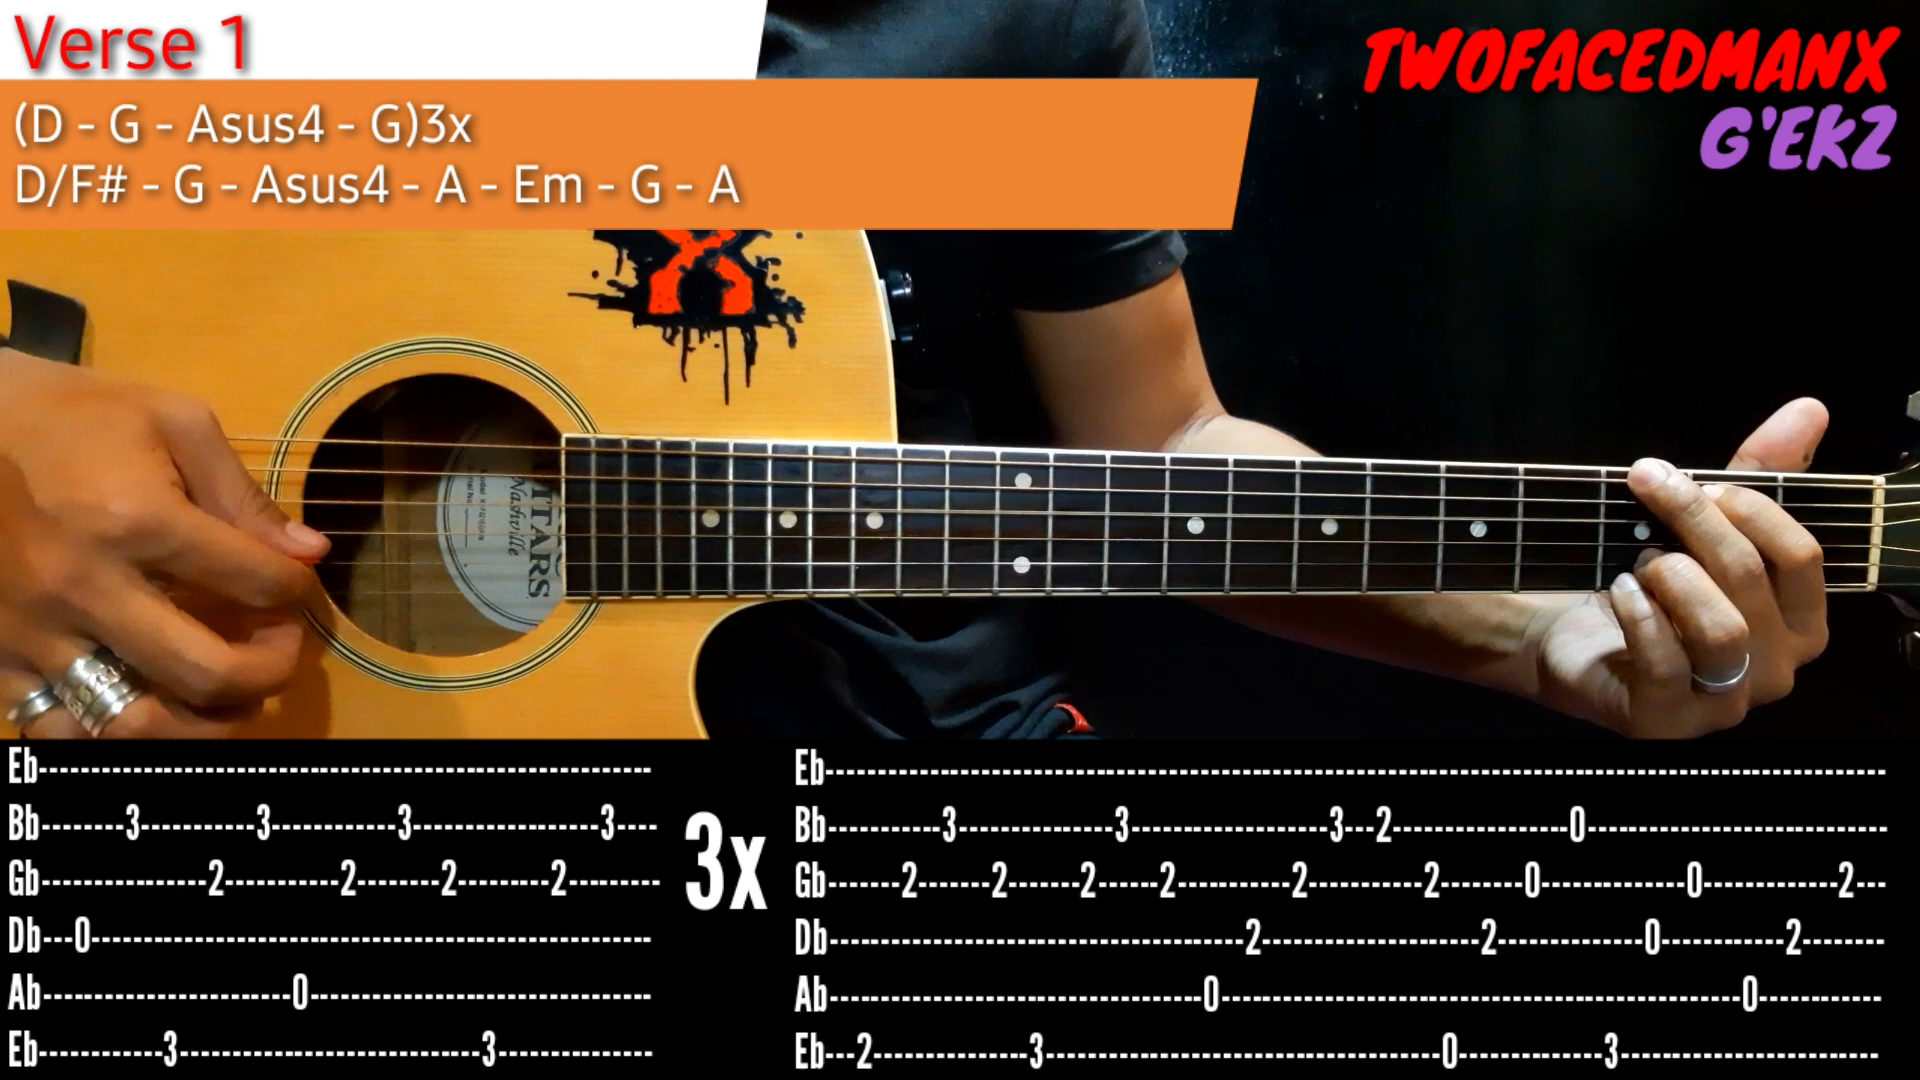 Verse 1
(D - G - Asus4 - G)3x
D/F# - G - Asus4 - A - Em - G - A
TWOFACEDMANX
G'EKZ
Nashville
TARS
Eb-----------------------------------------------
Bb-------3----------3-----------3----------------3----
Gb-------------2----------2-------2--------2--------
Db---0-------------------------------------------
Ab--------------------0--------------------------
Eb----------3-----------------------3-------------
3x
Eb--------------------------------------------------------------------------------
Bb----------3------------3----------------3--2-------------0-----------------------
Gb------2------2------2-----2---------2---------2------0-----------0----------2---
Db--------------------------------2----------------2-----------0---------2-------
Ab-----------------------------0---------------------------------------0---------
Eb--2------------3------------------------------0-----------3--------------------